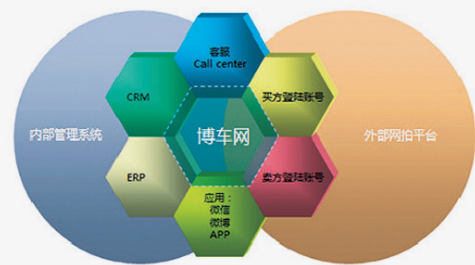 客服
Call center
CRM
买方登陆账号
内部管理系统
博车网
外部网拍平台
ERP
卖方登陆账号
应用：
微信
微博
APP